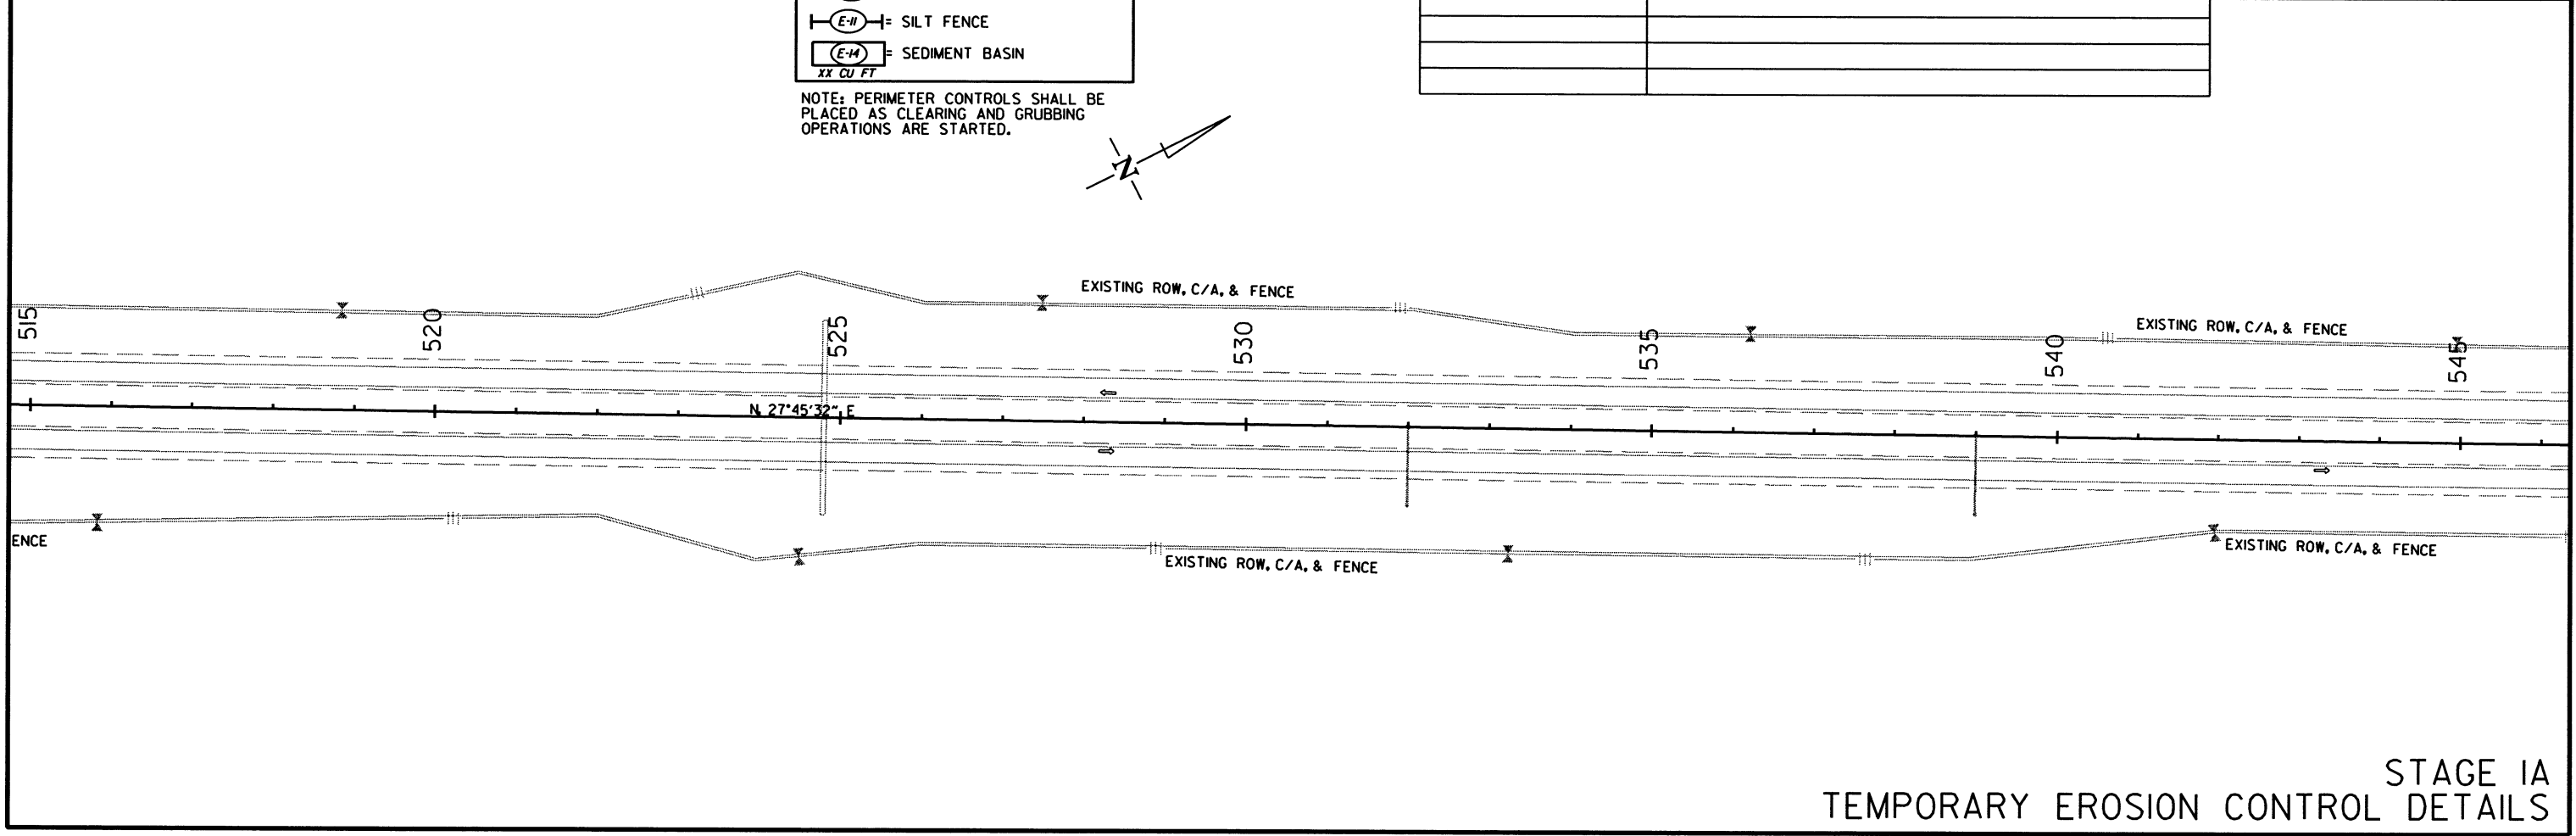 E-11 = SILT FENCE
E-14 = SEDIMENT BASIN
XX CU FT
NOTE: PERIMETER CONTROLS SHALL BE
PLACED AS CLEARING AND GRUBBING
OPERATIONS ARE STARTED.
N
EXISTING ROW, C/A, & FENCE
EXISTING ROW, C/A, & FENCE
515
520
525
530
535
540
545
N 27°45'32" E
ENCE
EXISTING ROW, C/A, & FENCE
EXISTING ROW, C/A, & FENCE
STAGE 1A
TEMPORARY EROSION CONTROL DETAILS